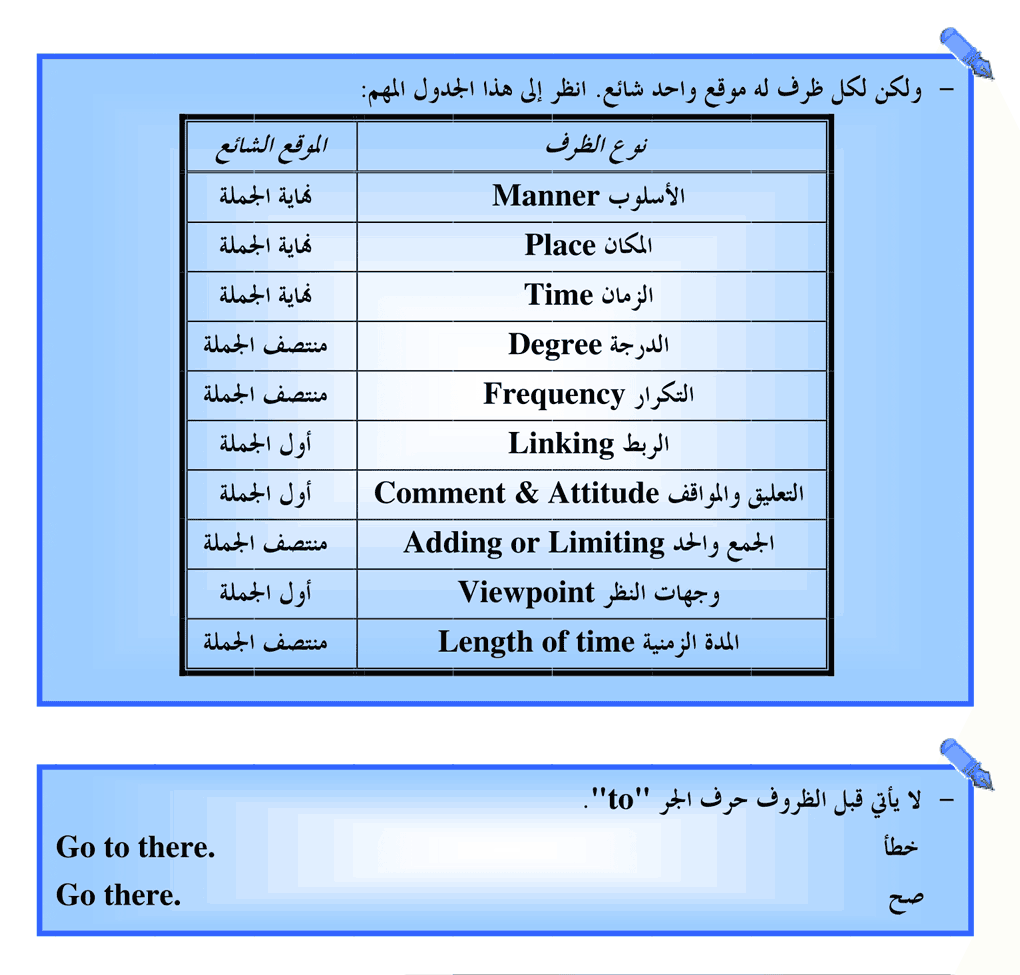 – ولكن لكل ظرف له موقع واحد شائع. انظر إلى هذا الجدول المهم:
نوع الظرف الموقع الشائع
الأسلوب Manner نهاية الجملة
المكان Place نهاية الجملة
الزمان Time نهاية الجملة
الدرجة Degree منتصف الجملة
التكرار Frequency منتصف الجملة
الربط Linking أول الجملة
التعليق والمواقف Comment & Attitude أول الجملة
الجمع والحد Adding or Limiting منتصف الجملة
وجهات النظر Viewpoint أول الجملة
المدة الزمنية Length of time منتصف الجملة
– لا يأتي قبل الظروف حرف الجر "to".
خطأ Go to there.
صح Go there.